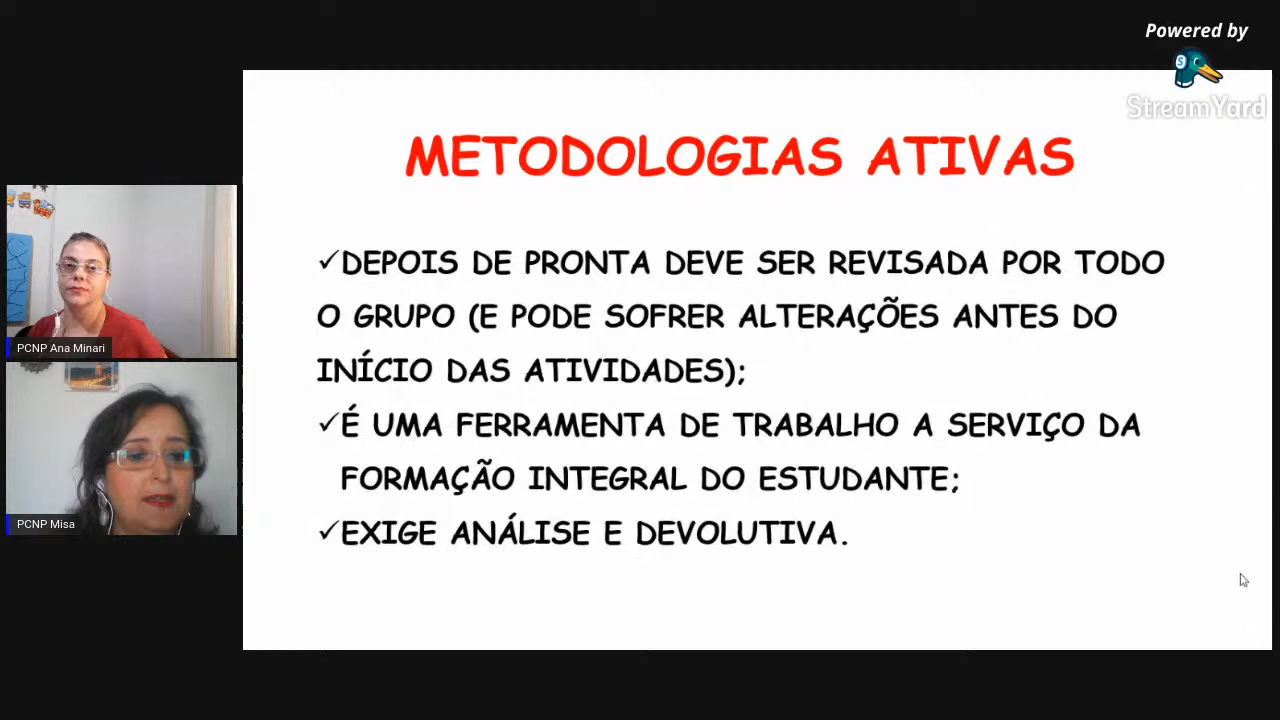 Powered by
StreamYard
METODOLOGIAS ATIVAS
✓DEPOIS DE PRONTA DEVE SER REVISADA POR TODO
O GRUPO (E PODE SOFRER ALTERAÇÕES ANTES DO
INÍCIO DAS ATIVIDADES);
✓É UMA FERRAMENTA DE TRABALHO A SERVIÇO DA
FORMAÇÃO INTEGRAL DO ESTUDANTE;
✓EXIGE ANÁLISE E DEVOLUTIVA.
PCNP Ana Minari
PCNP Misa